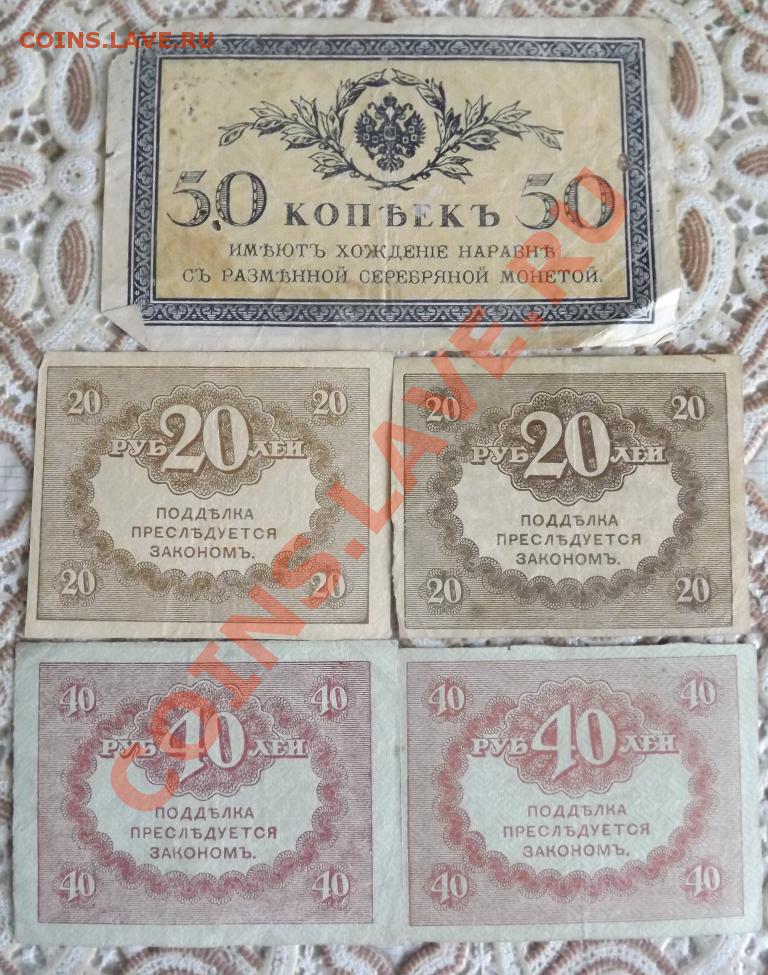 COINS.LAVE.RU
50 КОПѢЕКЪ 50
ИМѢЮТЪ ХОЖДЕНІЕ НАРАВНѢ
СЪ РАЗМѢННОЙ СЕРЕБРЯНОЙ МОНЕТОЙ.
20 20
РУБ 20 ЛЕЙ
ПОДДѢЛКА
ПРЕСЛѢДУЕТСЯ
ЗАКОНОМЪ.
20 20
20 20
РУБ 20 ЛЕЙ
ПОДДѢЛКА
ПРЕСЛѢДУЕТСЯ
ЗАКОНОМЪ.
20 20
40 40
РУБ 40 ЛЕЙ
ПОДДѢЛКА
ПРЕСЛѢДУЕТСЯ
ЗАКОНОМЪ.
40 40
40 40
РУБ 40 ЛЕЙ
ПОДДѢЛКА
ПРЕСЛѢДУЕТСЯ
ЗАКОНОМЪ.
40 40
COINS.LAVE.RU